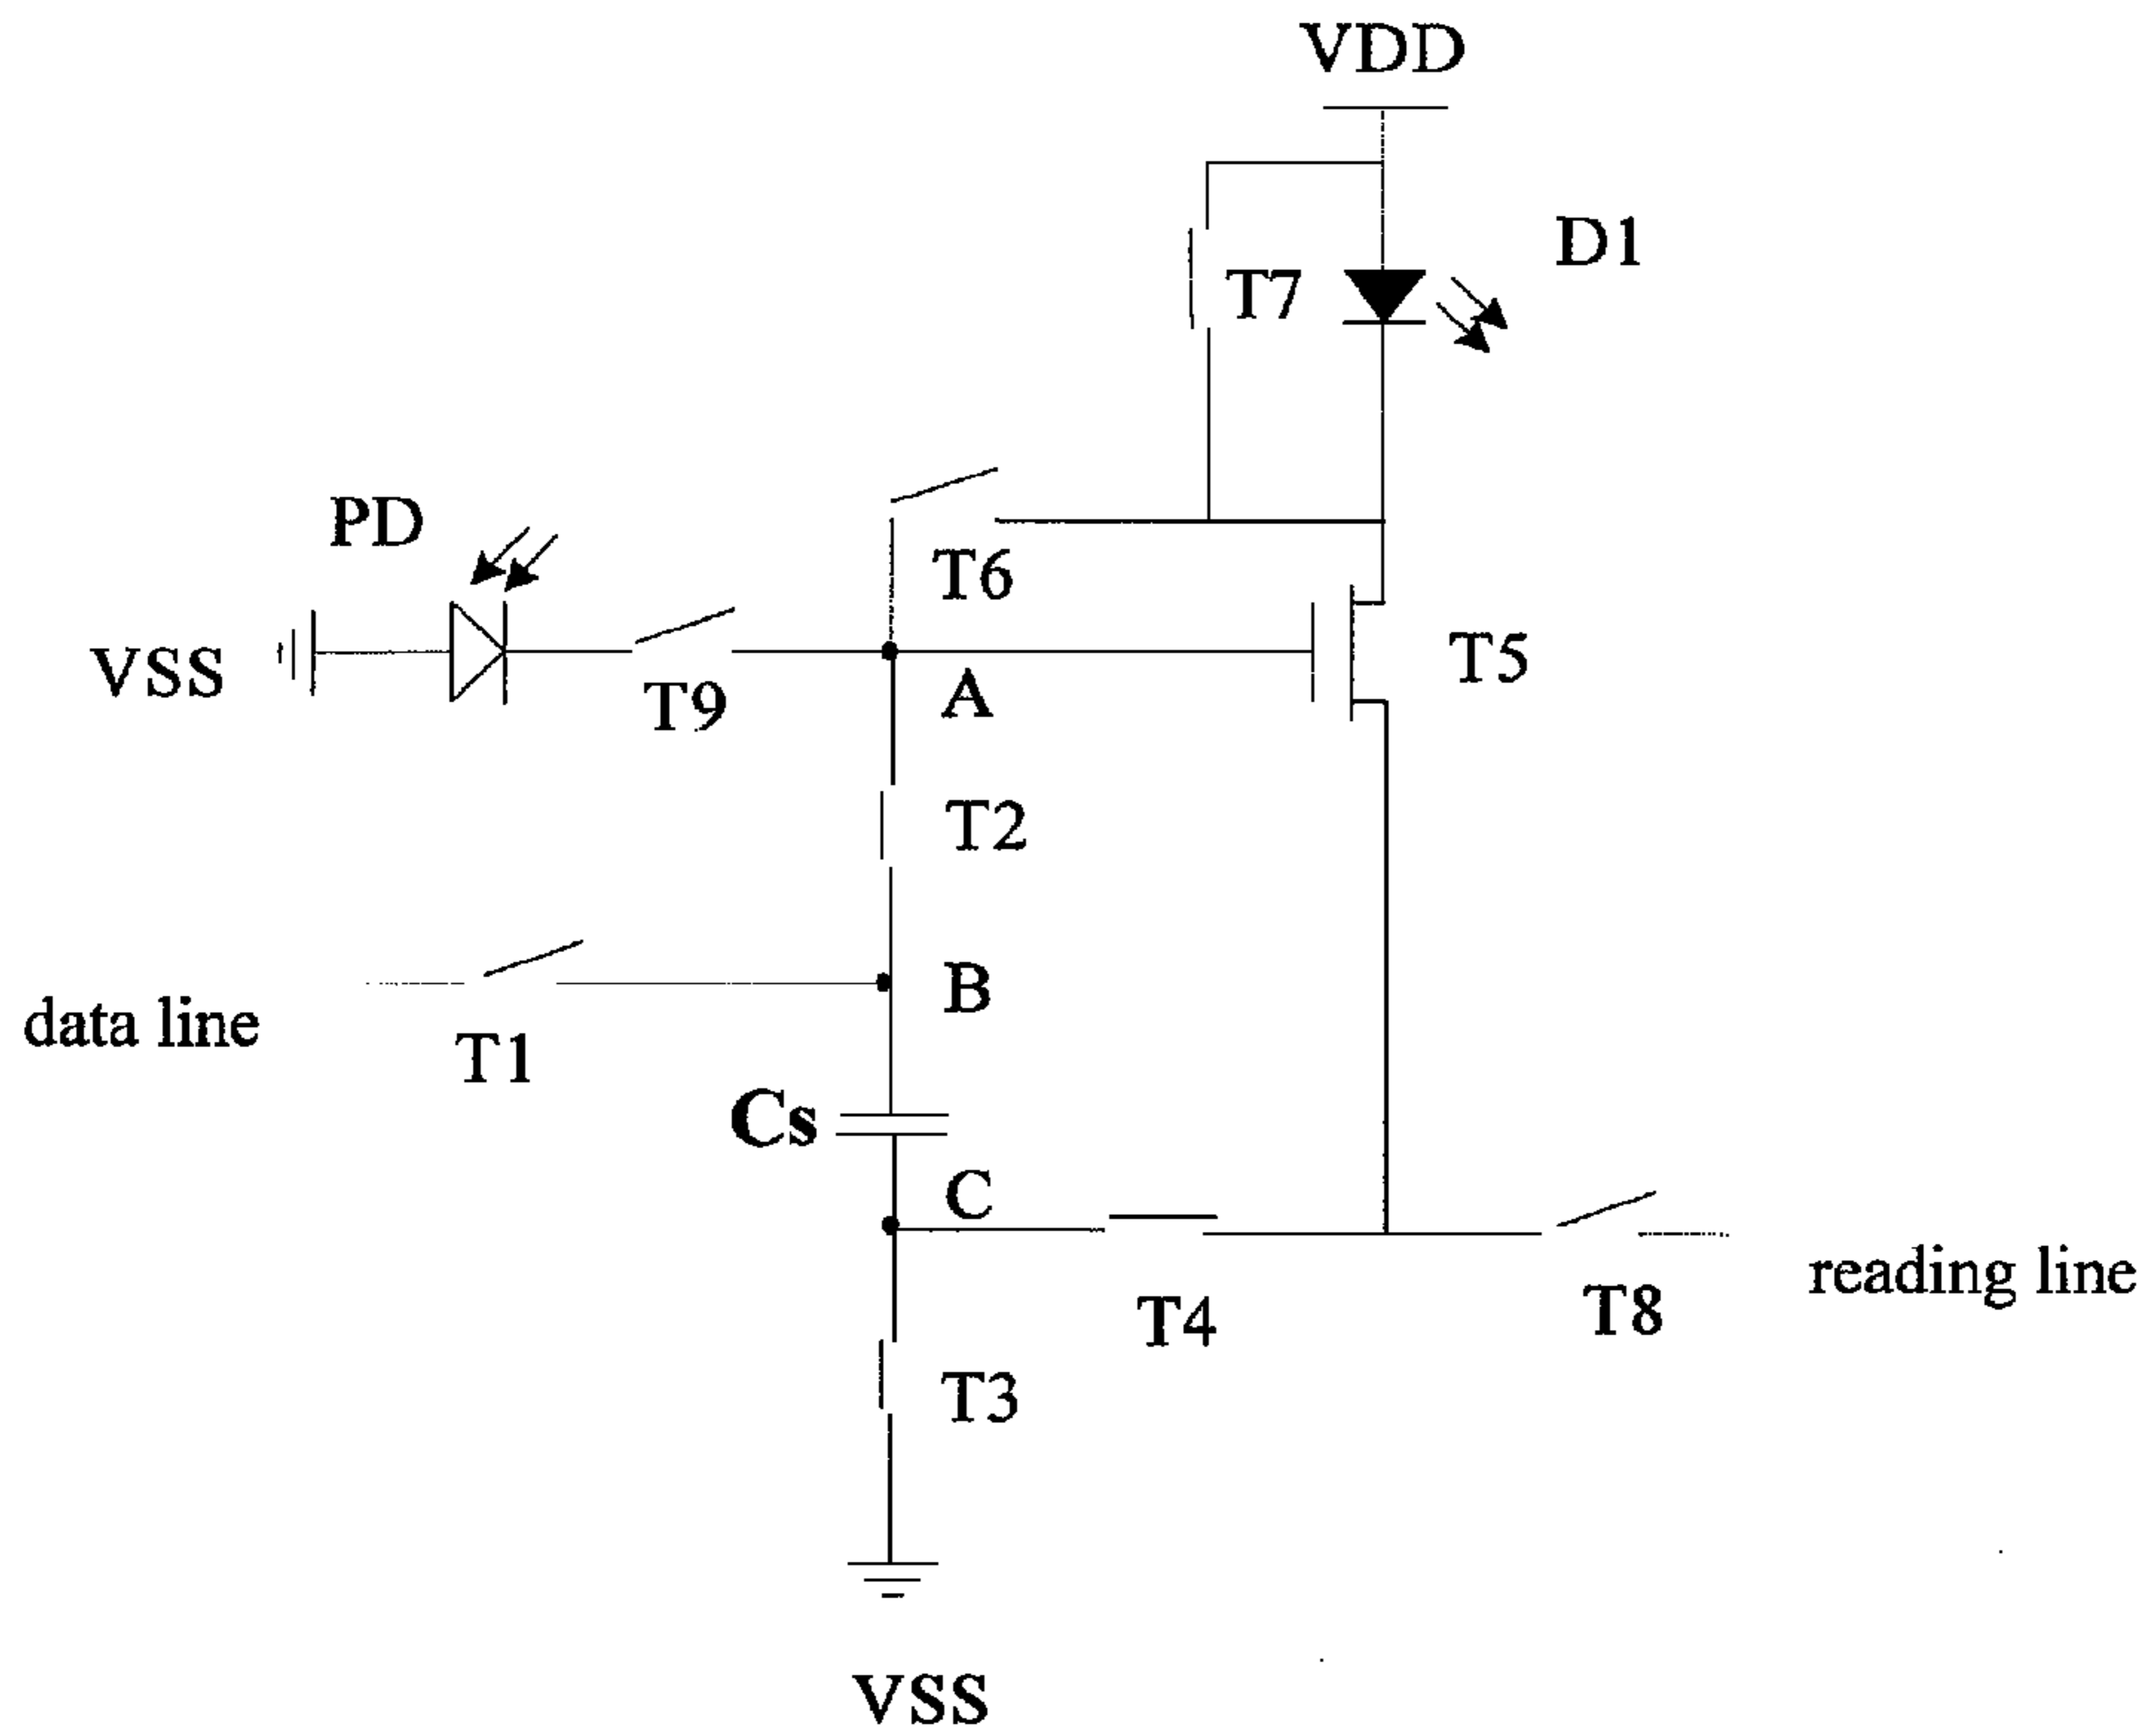 VDD
D1
T7
PD
T6
VSS
T5
T9
A
T2
B
data line
T1
Cs
C
reading line
T4
T8
T3
VSS